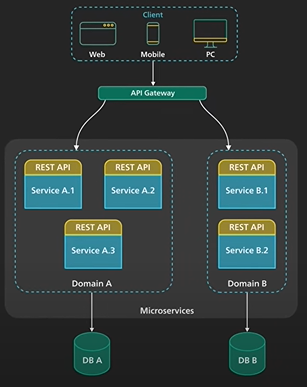 Client
Web
Mobile
PC
API Gateway
REST API
Service A.1
REST API
Service A.2
REST API
Service B.1
REST API
Service A.3
REST API
Service B.2
Domain A
Domain B
Microservices
DB A
DB B